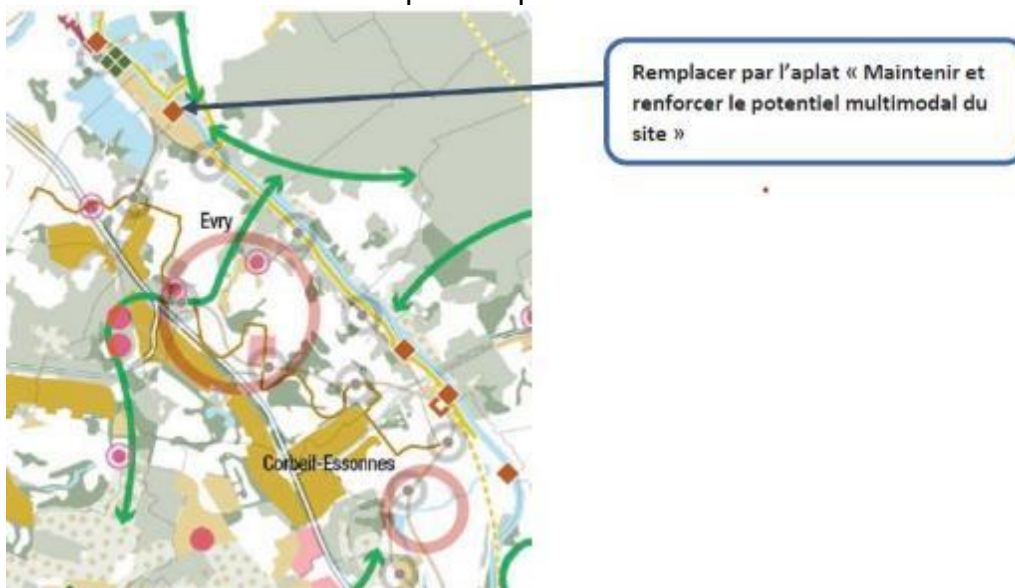 Remplacer par l'aplat « Maintenir et
renforcer le potentiel multimodal du
site »
Evry
Corbeil-Essonnes